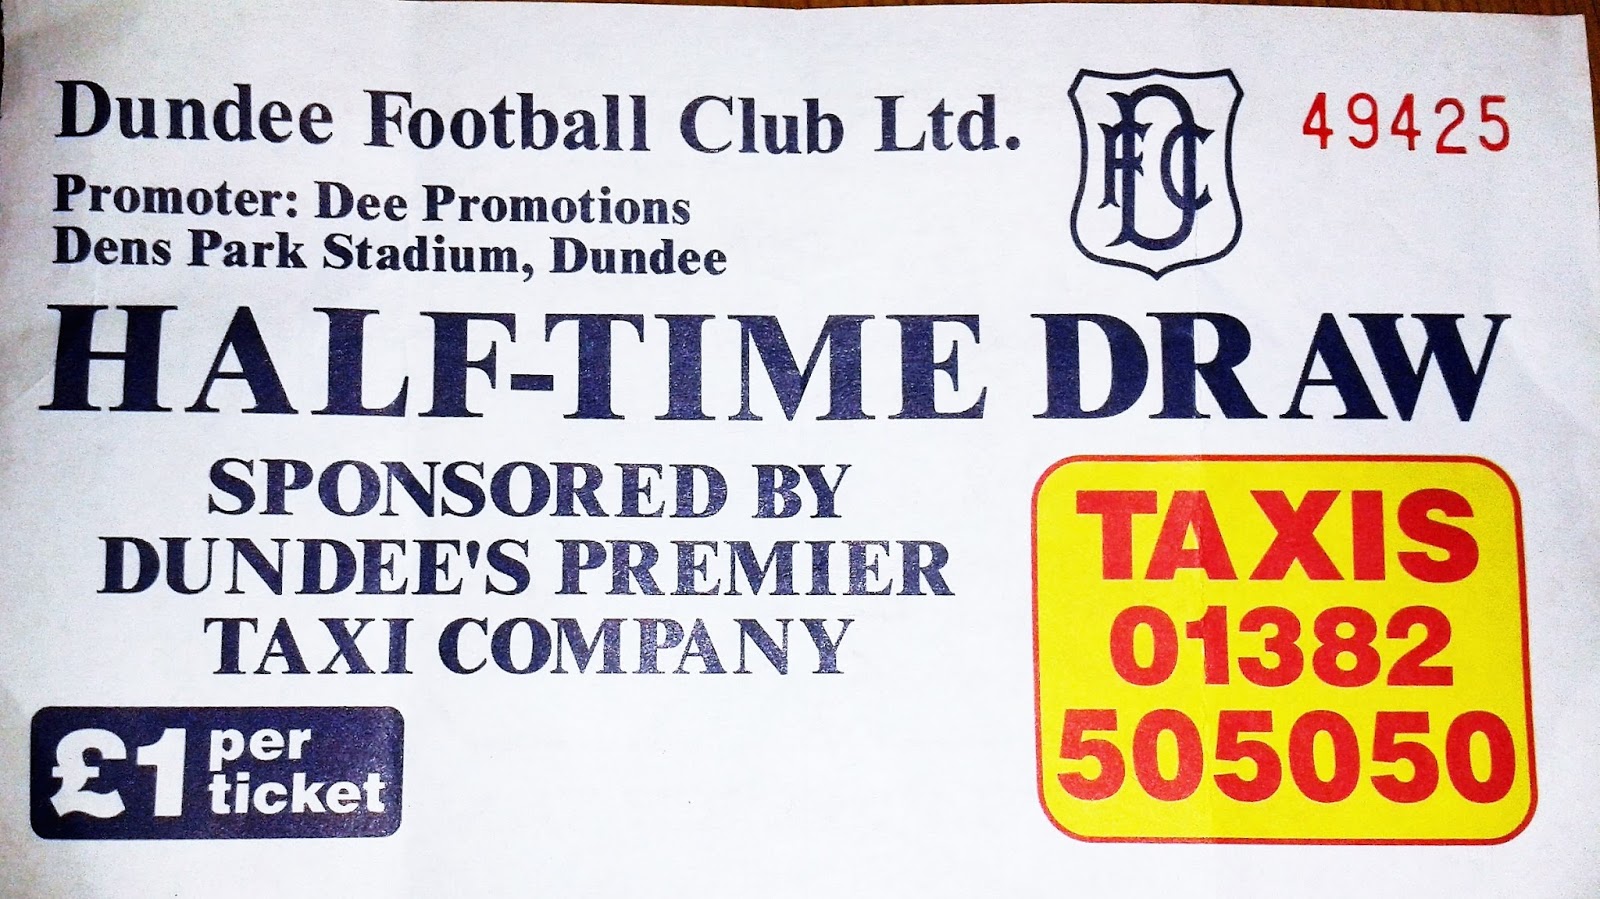 Dundee Football Club Ltd.
DFC
49425
Promoter: Dee Promotions
Dens Park Stadium, Dundee
HALF-TIME DRAW
SPONSORED BY
DUNDEE'S PREMIER
TAXI COMPANY
TAXIS
01382
505050
£1 per
ticket